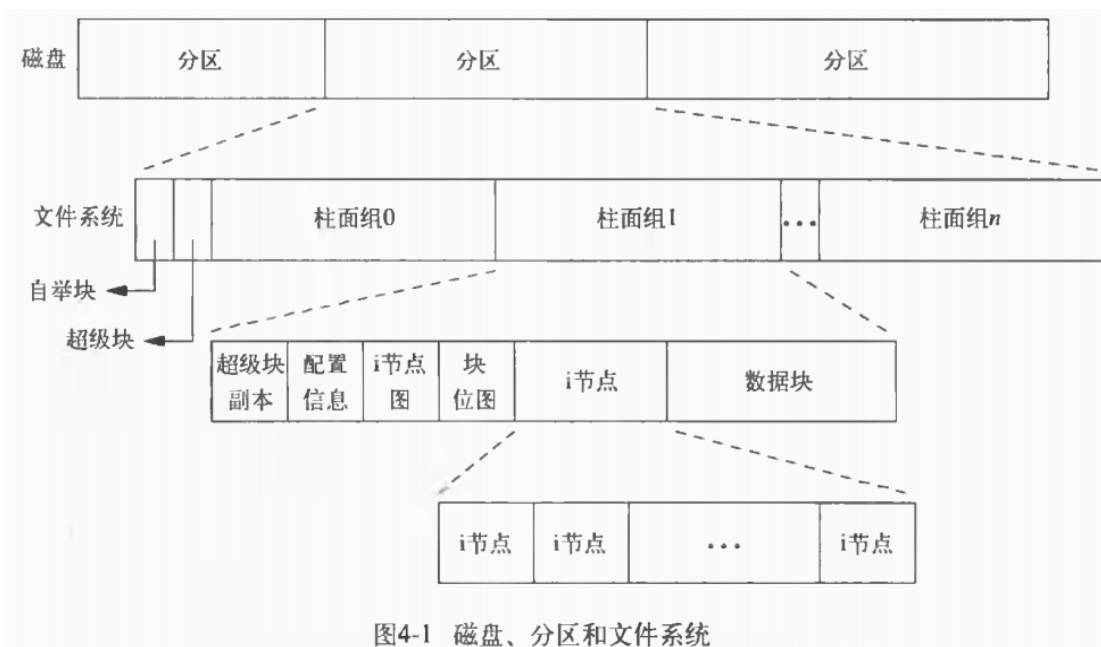 磁盘 分区 分区 分区
文件系统 柱面组0 柱面组1 ••• 柱面组n
自举块
超级块
超级块副本 配置信息 i节点图 块位图 i节点 数据块
i节点 i节点 ••• i节点
图4-1 磁盘、分区和文件系统